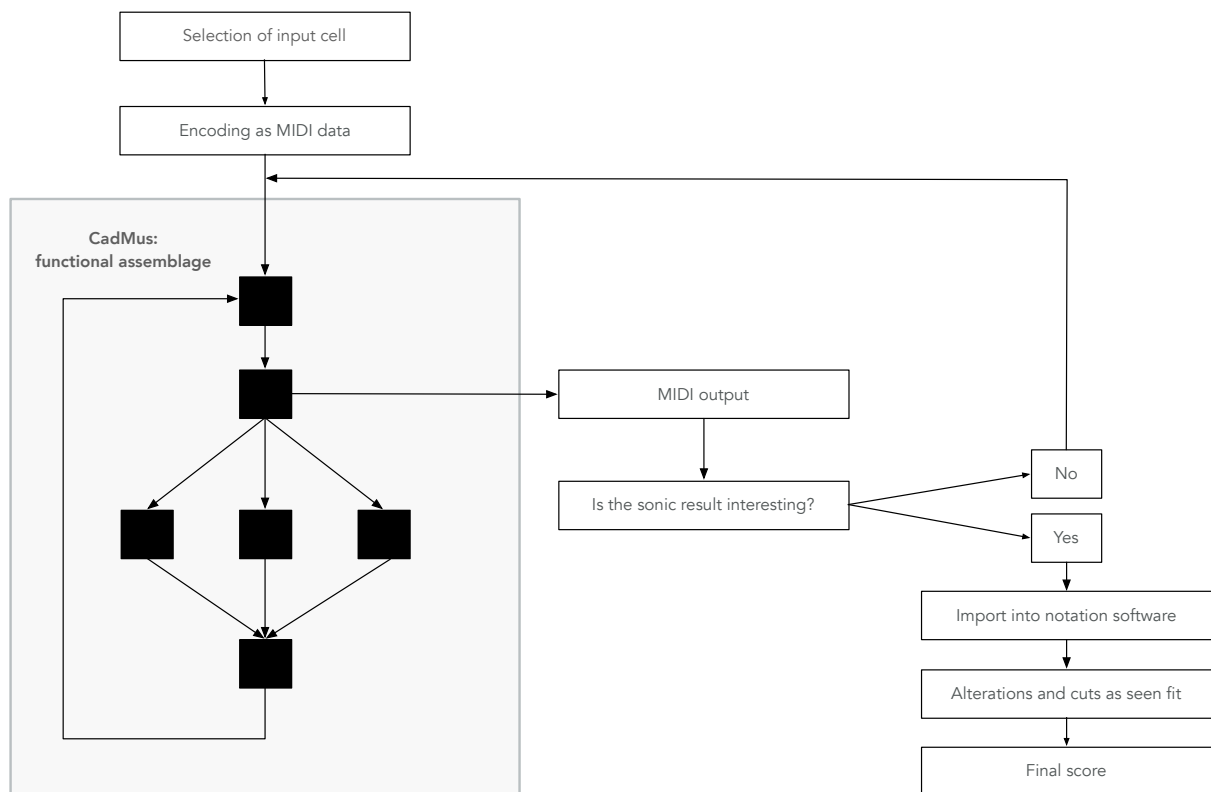 Selection of input cell
Encoding as MIDI data
CadMus:
functional assemblage
MIDI output
Is the sonic result interesting?
No
Yes
Import into notation software
Alterations and cuts as seen fit
Final score